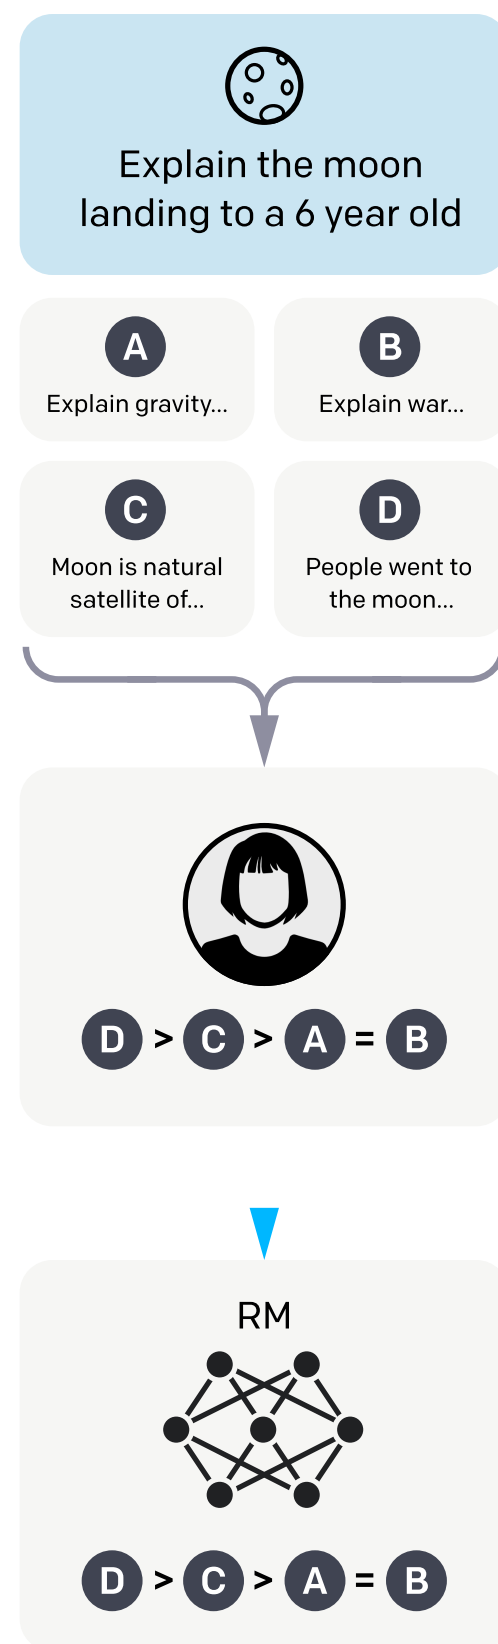 Explain the moon
landing to a 6 year old
A
Explain gravity...
B
Explain war...
C
Moon is natural
satellite of...
D
People went to
the moon...
D > C > A = B
RM
D > C > A = B